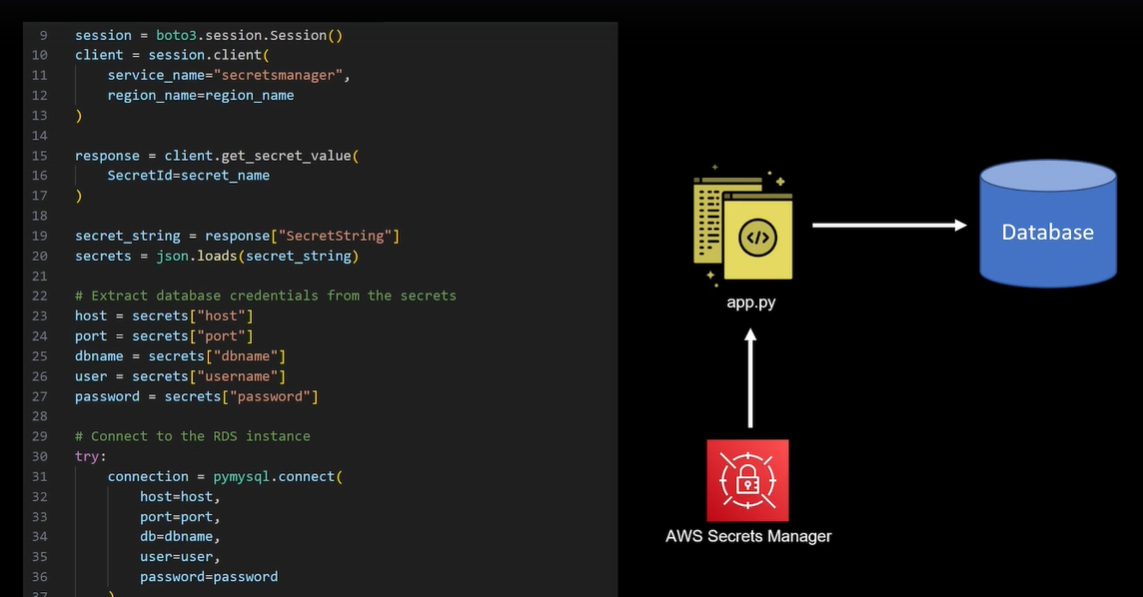 9 session = boto3.session.Session()
10 client = session.client(
11 service_name="secretsmanager",
12 region_name=region_name
13 )
14
15 response = client.get_secret_value(
16 SecretId=secret_name
17 )
18
19 secret_string = response["SecretString"]
20 secrets = json.loads(secret_string)
21
22 # Extract database credentials from the secrets
23 host = secrets["host"]
24 port = secrets["port"]
25 dbname = secrets["dbname"]
26 user = secrets["username"]
27 password = secrets["password"]
28
29 # Connect to the RDS instance
30 try:
31 connection = pymysql.connect(
32 host=host,
33 port=port,
34 db=dbname,
35 user=user,
36 password=password
37 )
</>
app.py
Database
AWS Secrets Manager